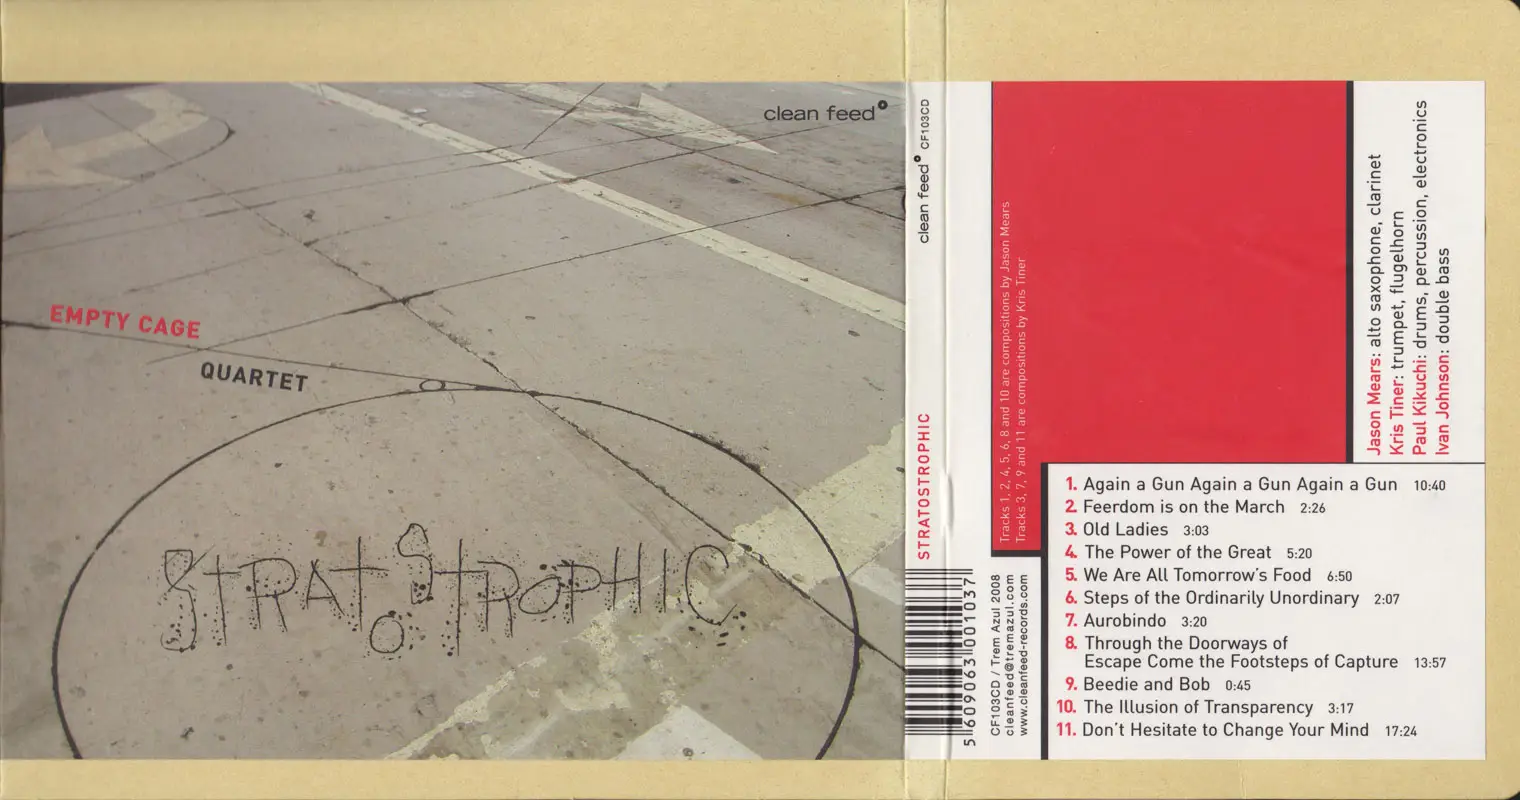 clean feed
EMPTY CAGE
QUARTET
STRATOSTROPHIC
clean feed CF103CD
STRATOSTROPHIC
5 609063 001037
CF103CD / Trem Azul 2008
cleanfeed@tremazul.com
www.cleanfeed-records.com
Tracks 1, 2, 4, 5, 6, 8 and 10 are compositions by Jason Mears
Tracks 3, 7, 9 and 11 are compositions by Kris Tiner
Jason Mears: alto saxophone, clarinet
Kris Tiner: trumpet, flugelhorn
Paul Kikuchi: drums, percussion, electronics
Ivan Johnson: double bass
1. Again a Gun Again a Gun Again a Gun 10:40
2. Feerdom is on the March 2:26
3. Old Ladies 3:03
4. The Power of the Great 5:20
5. We Are All Tomorrow's Food 6:50
6. Steps of the Ordinarily Unordinary 2:07
7. Aurobindo 3:20
8. Through the Doorways of
Escape Come the Footsteps of Capture 13:57
9. Beedie and Bob 0:45
10. The Illusion of Transparency 3:17
11. Don't Hesitate to Change Your Mind 17:24